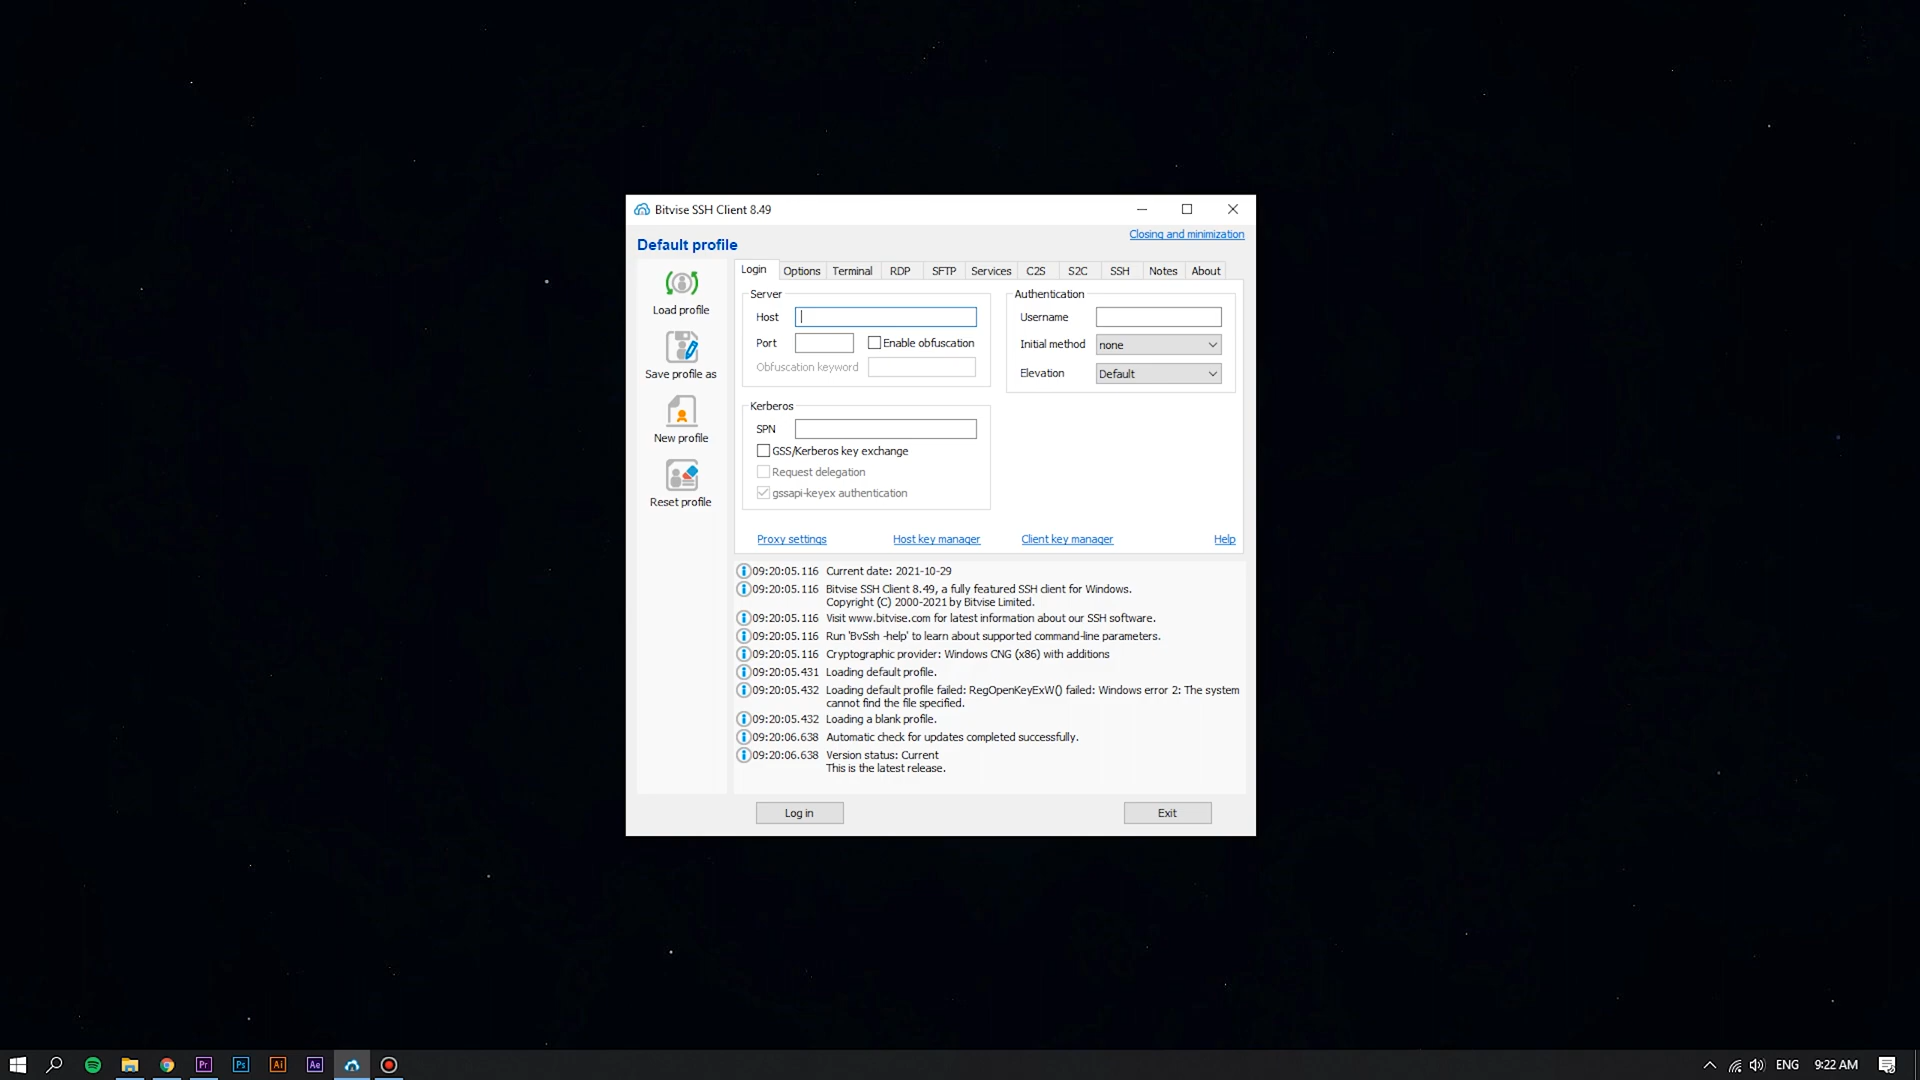 Bitvise SSH Client 8.49
Closing and minimization
Default profile
Load profile
Save profile as
New profile
Reset profile
Login Options Terminal RDP SFTP Services C2S S2C SSH Notes About
Server
Host
Port Enable obfuscation
Obfuscation keyword
Authentication
Username
Initial method none
Elevation Default
Kerberos
SPN
GSS/Kerberos key exchange
Request delegation
gssapi-keyex authentication
Proxy settings Host key manager Client key manager Help
09:20:05.116 Current date: 2021-10-29
09:20:05.116 Bitvise SSH Client 8.49, a fully featured SSH client for Windows.
Copyright (C) 2000-2021 by Bitvise Limited.
09:20:05.116 Visit www.bitvise.com for latest information about our SSH software.
09:20:05.116 Run 'BvSsh -help' to learn about supported command-line parameters.
09:20:05.116 Cryptographic provider: Windows CNG (x86) with additions
09:20:05.431 Loading default profile.
09:20:05.432 Loading default profile failed: RegOpenKeyExW() failed: Windows error 2: The system
cannot find the file specified.
09:20:05.432 Loading a blank profile.
09:20:06.638 Automatic check for updates completed successfully.
09:20:06.638 Version status: Current
This is the latest release.
Log in Exit
Pr Ps Ai Ae ENG 9:22 AM